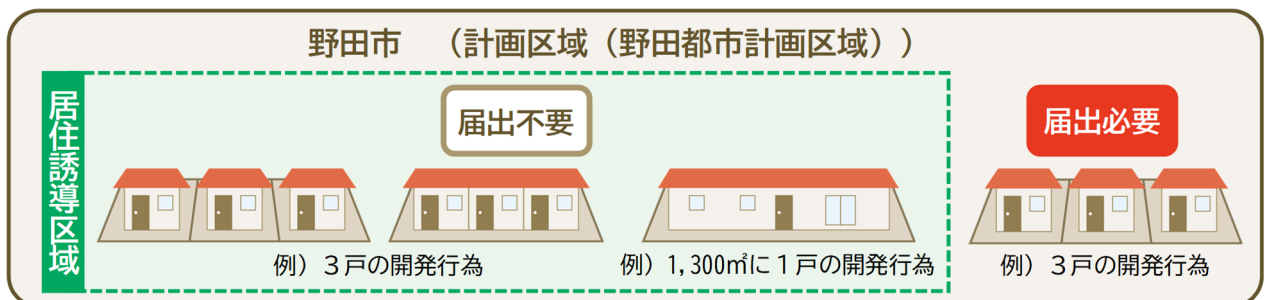 野田市　（計画区域（野田都市計画区域））
居住誘導区域
届出不要
届出必要
例）３戸の開発行為
例）1,300㎡に１戸の開発行為
例）３戸の開発行為